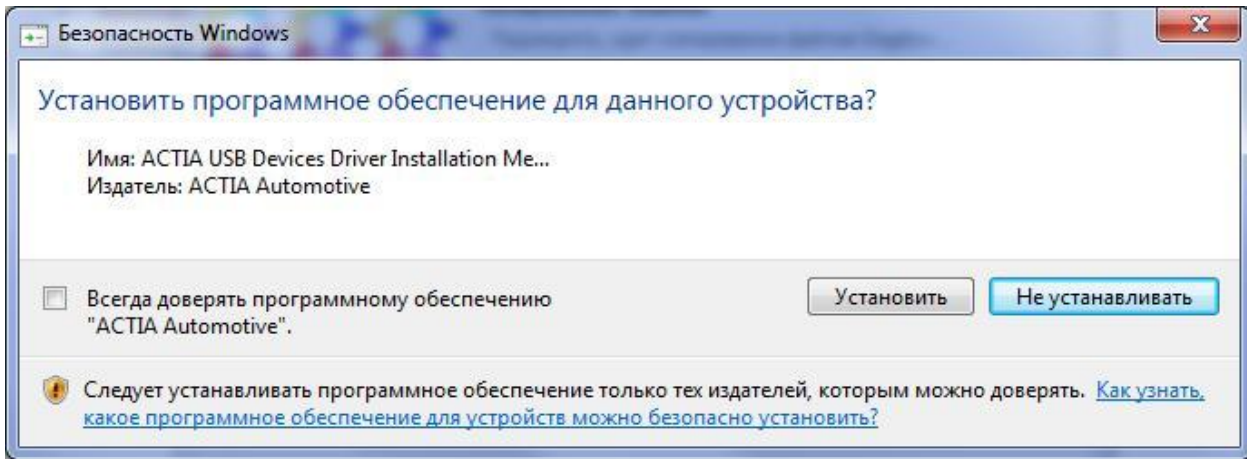 Безопасность Windows
Установить программное обеспечение для данного устройства?
Имя: ACTIA USB Devices Driver Installation Me...
Издатель: ACTIA Automotive
Всегда доверять программному обеспечению
"ACTIA Automotive".
Установить
Не устанавливать
Следует устанавливать программное обеспечение только тех издателей, которым можно доверять. Как узнать,
какое программное обеспечение для устройств можно безопасно установить?